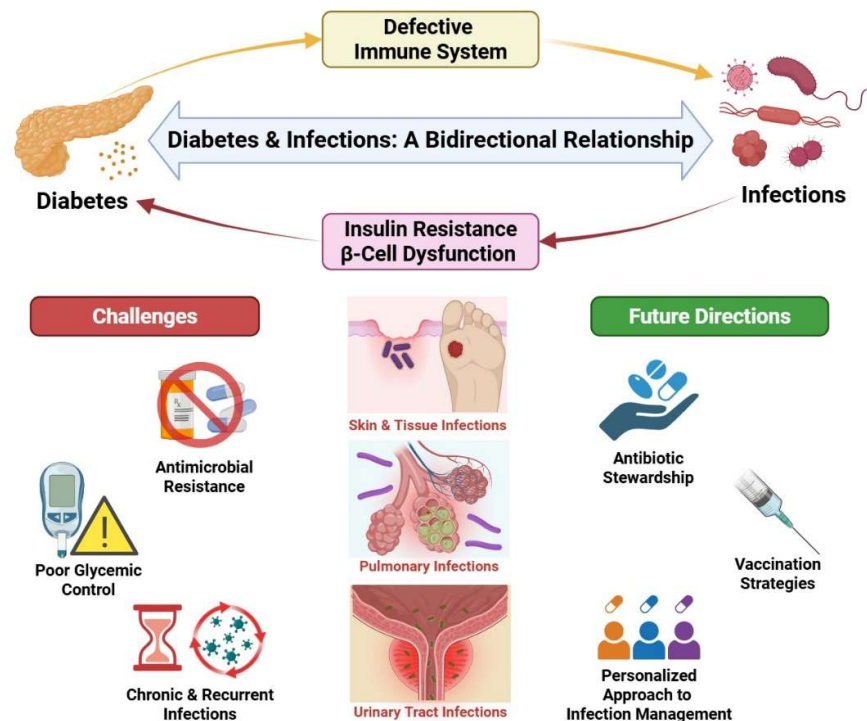 Defective
Immune System
Diabetes & Infections: A Bidirectional Relationship
Diabetes
Infections
Insulin Resistance
β-Cell Dysfunction
Challenges
Future Directions
Rx
Skin & Tissue Infections
Antimicrobial
Resistance
Antibiotic
Stewardship
Poor Glycemic
Control
Pulmonary Infections
Vaccination
Strategies
Chronic & Recurrent
Infections
Urinary Tract Infections
Personalized
Approach to
Infection Management